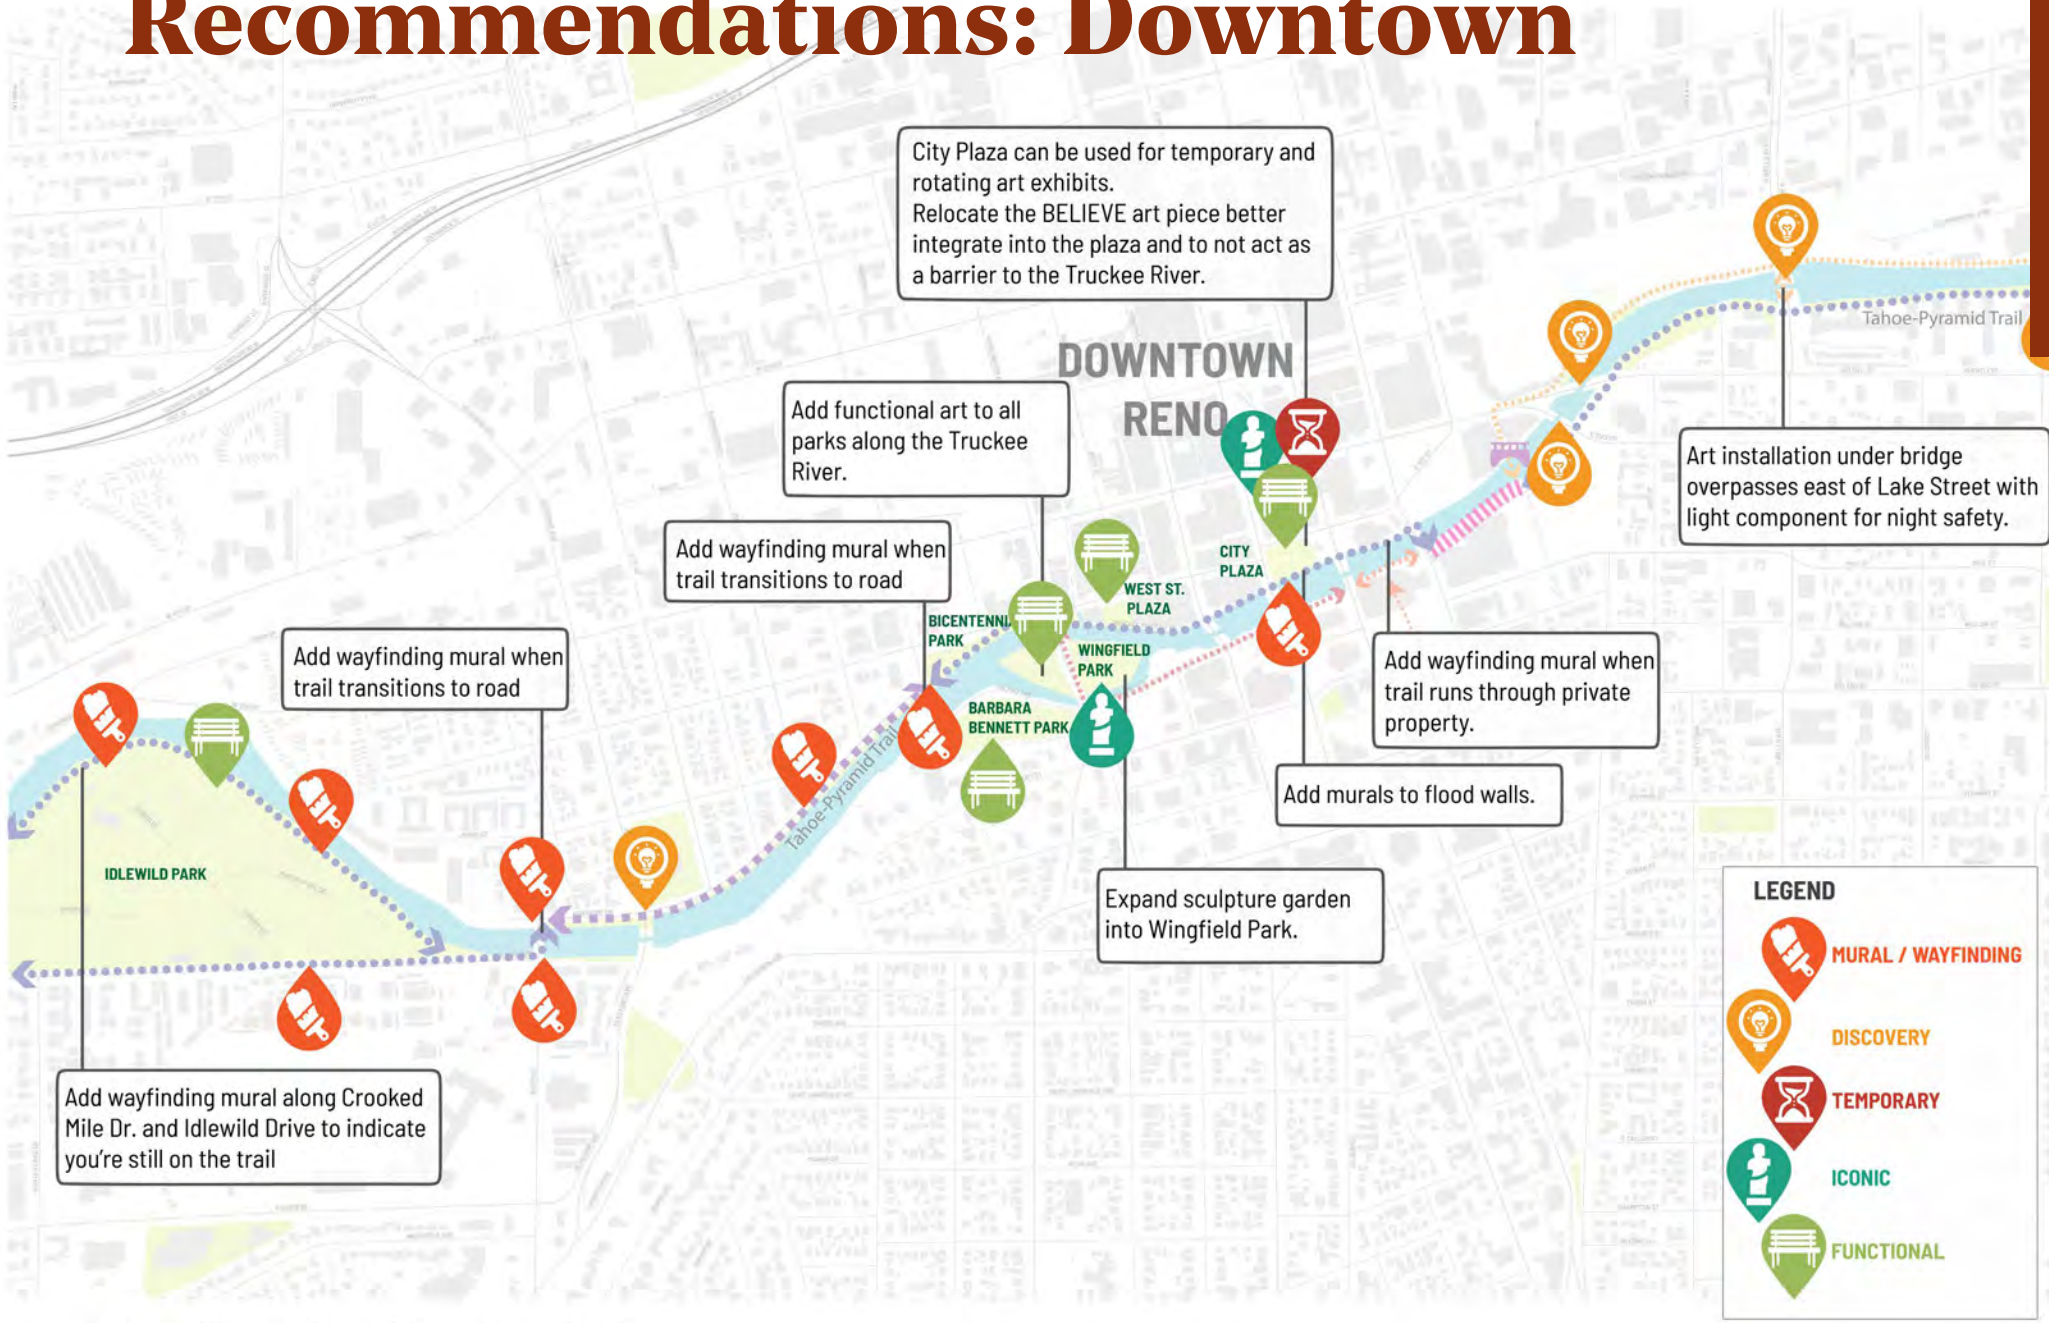 Recommendations: Downtown
City Plaza can be used for temporary and
rotating art exhibits.
Relocate the BELIEVE art piece better
integrate into the plaza and to not act as
a barrier to the Truckee River.
Tahoe-Pyramid Trail
DOWNTOWN
RENO
Add functional art to all
parks along the Truckee
River.
Art installation under bridge
overpasses east of Lake Street with
light component for night safety.
Add wayfinding mural when
trail transitions to road
CITY
PLAZA
WEST ST.
PLAZA
BICENTENNI
PARK
WINGFIELD
PARK
Add wayfinding mural when
trail transitions to road
Add wayfinding mural when
trail runs through private
property.
BARBARA
BENNETT PARK
Tahoe-Pyramid Trail
Add murals to flood walls.
IDLEWILD PARK
Expand sculpture garden
into Wingfield Park.
Add wayfinding mural along Crooked
Mile Dr. and Idlewild Drive to indicate
you're still on the trail
LEGEND
MURAL / WAYFINDING
DISCOVERY
TEMPORARY
ICONIC
FUNCTIONAL